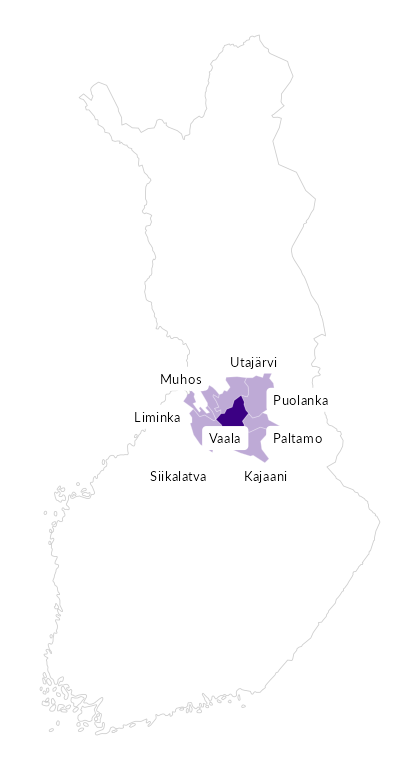 Utajärvi
Muhos
Puolanka
Liminka
Vaala
Paltamo
Siikalatva
Kajaani